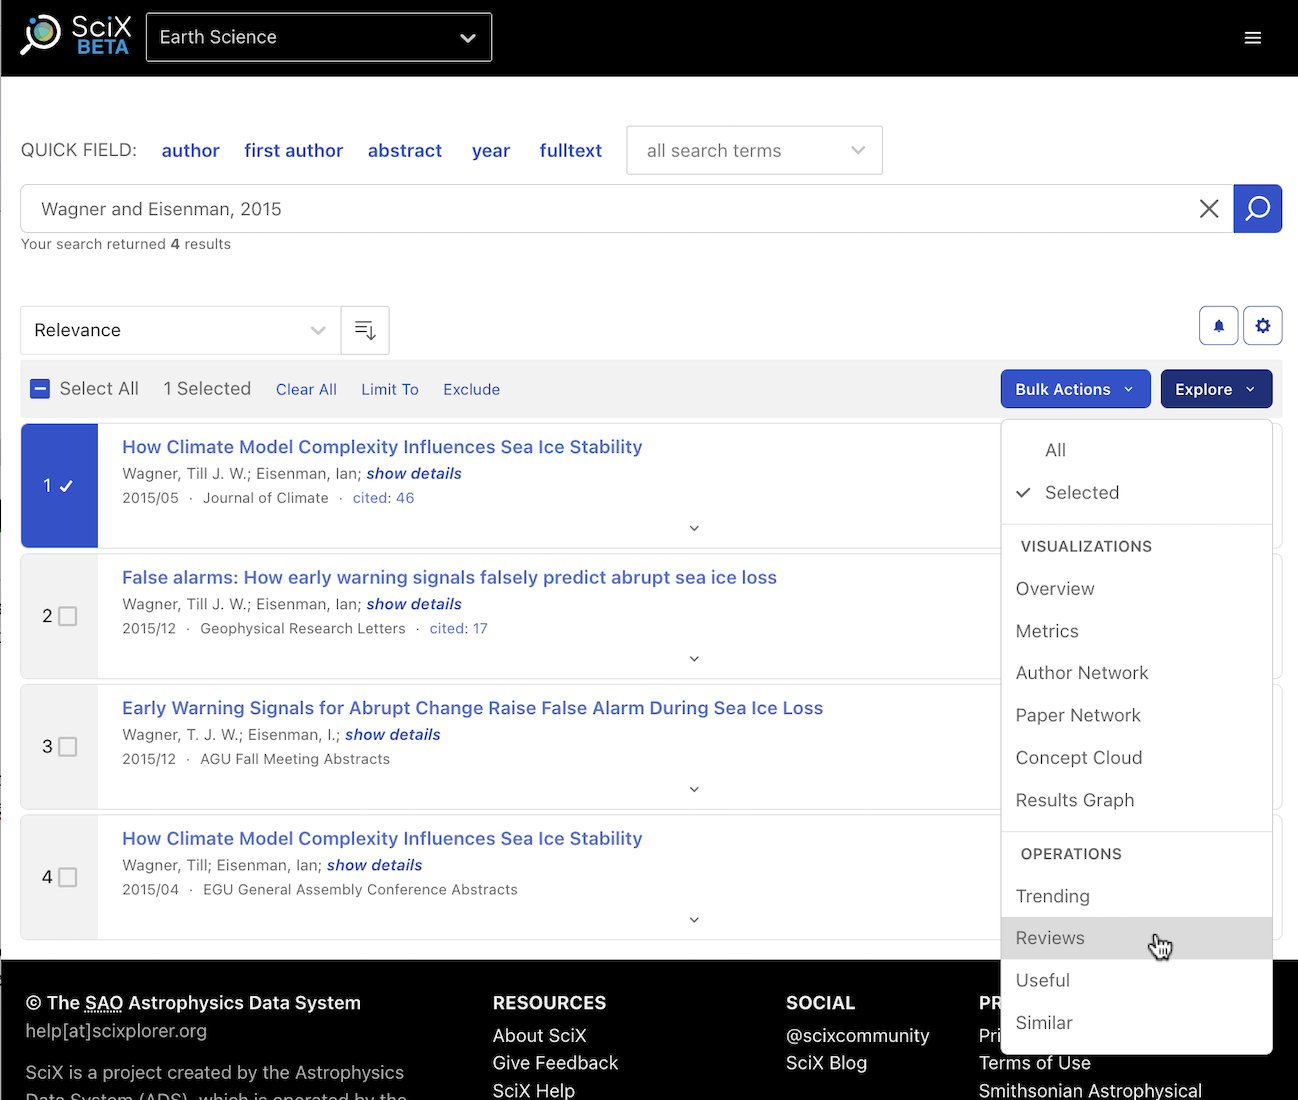 SciX
BETA
Earth Science
QUICK FIELD: author first author abstract year fulltext all search terms
Wagner and Eisenman, 2015
Your search returned 4 results
Relevance
Select All 1 Selected Clear All Limit To Exclude Bulk Actions Explore
1
How Climate Model Complexity Influences Sea Ice Stability
Wagner, Till J. W.; Eisenman, Ian; show details
2015/05 · Journal of Climate · cited: 46
2
False alarms: How early warning signals falsely predict abrupt sea ice loss
Wagner, Till J. W.; Eisenman, Ian; show details
2015/12 · Geophysical Research Letters · cited: 17
3
Early Warning Signals for Abrupt Change Raise False Alarm During Sea Ice Loss
Wagner, T. J. W.; Eisenman, I.; show details
2015/12 · AGU Fall Meeting Abstracts
4
How Climate Model Complexity Influences Sea Ice Stability
Wagner, Till; Eisenman, Ian; show details
2015/04 · EGU General Assembly Conference Abstracts
All
Selected
VISUALIZATIONS
Overview
Metrics
Author Network
Paper Network
Concept Cloud
Results Graph
OPERATIONS
Trending
Reviews
Useful
Similar
© The SAO Astrophysics Data System
help[at]scixplorer.org
SciX is a project created by the Astrophysics
Data System (ADS), which is operated by the
RESOURCES
About SciX
Give Feedback
SciX Help
SOCIAL
@scixcommunity
SciX Blog
Terms of Use
Smithsonian Astrophysical